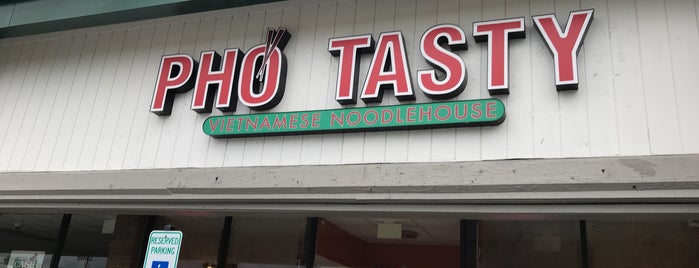 PHỞ TASTY
VIETNAMESE NOODLEHOUSE
RESERVED
PARKING